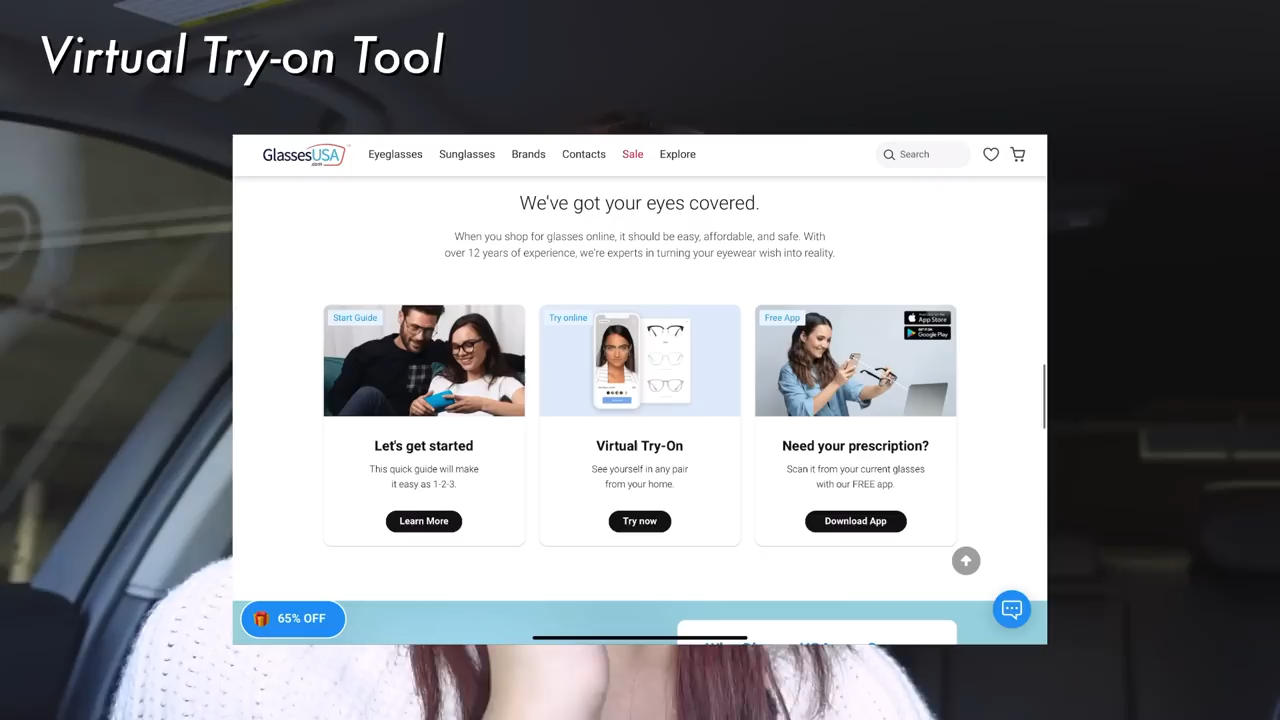 Virtual Try-on Tool
GlassesUSA
.com
Eyeglasses
Sunglasses
Brands
Contacts
Sale
Explore
Search
We've got your eyes covered.
When you shop for glasses online, it should be easy, affordable, and safe. With
over 12 years of experience, we're experts in turning your eyewear wish into reality.
Start Guide
Let's get started
This quick guide will make
it easy as 1-2-3.
Learn More
Try online
Virtual Try-On
See yourself in any pair
from your home.
Try now
Free App
App Store
Google Play
Need your prescription?
Scan it from your current glasses
with our FREE app.
Download App
65% OFF